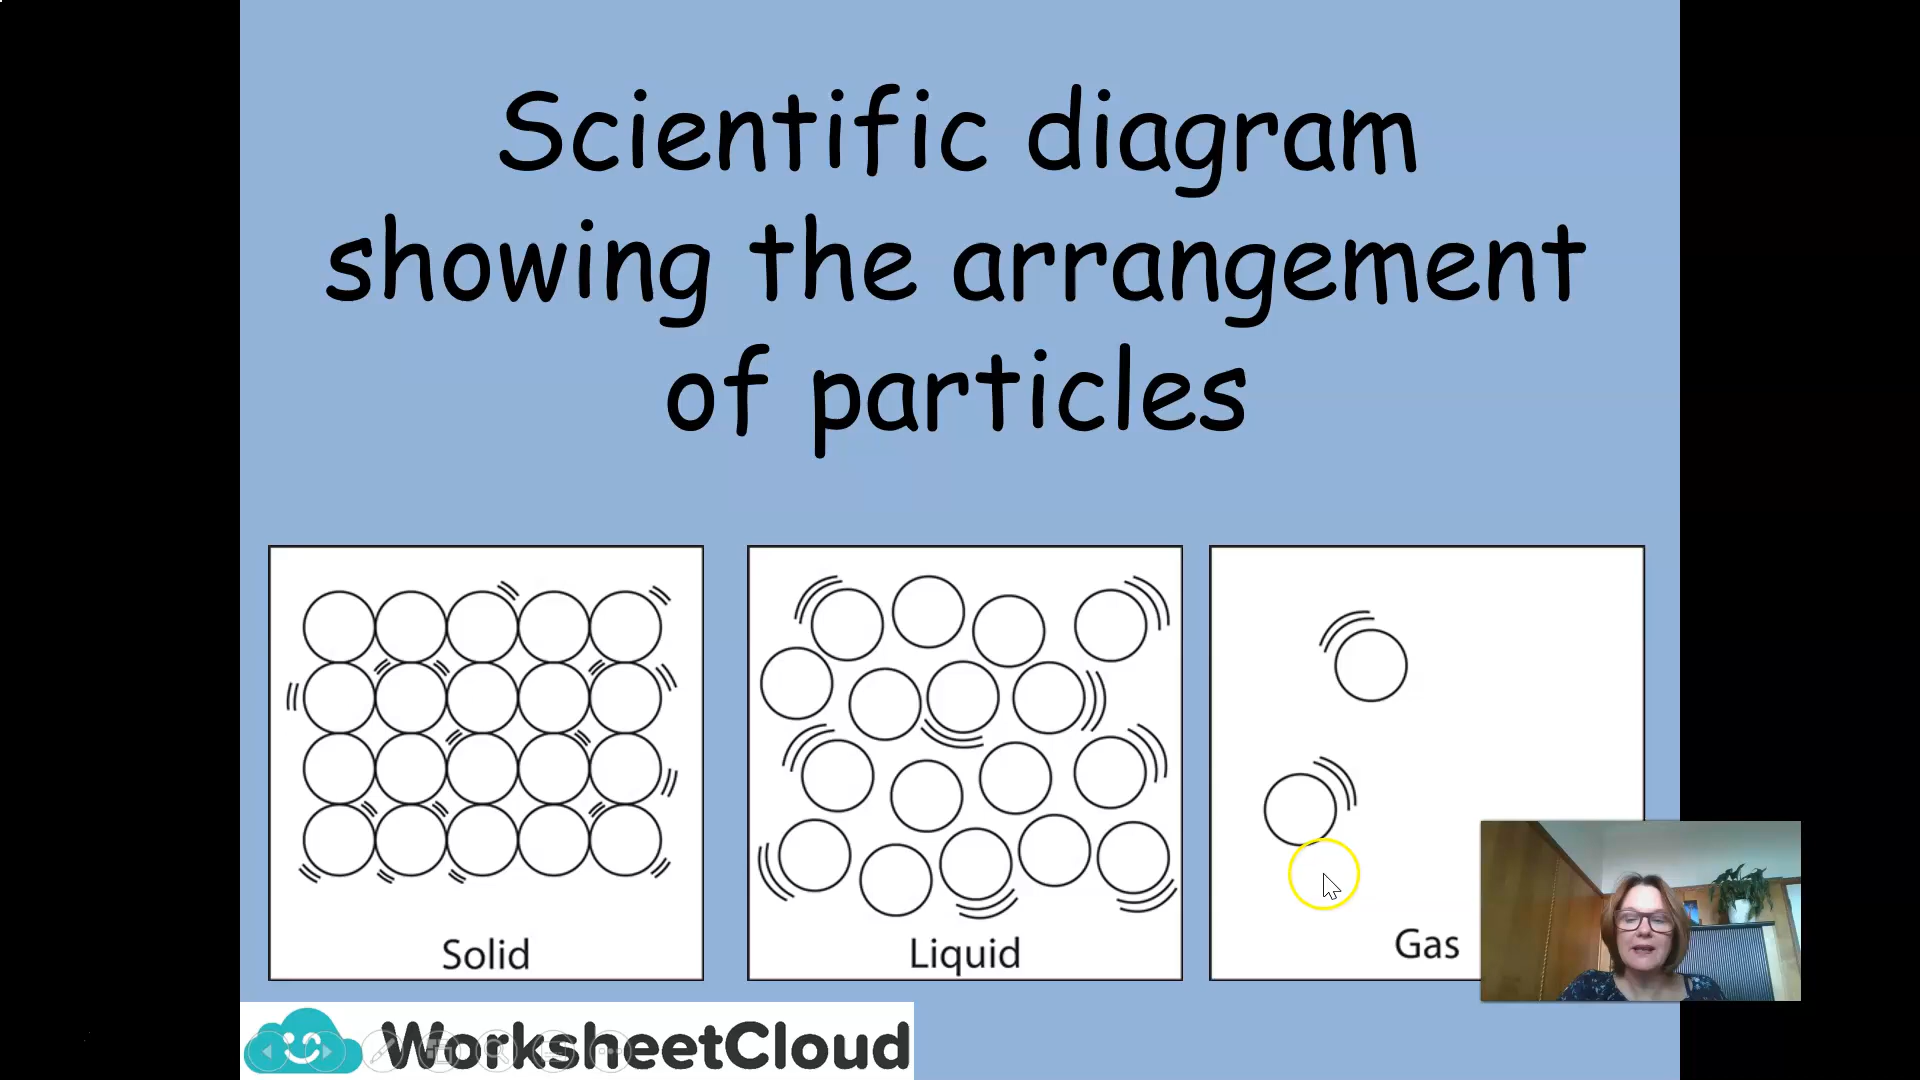 Scientific diagram
showing the arrangement
of particles
Solid
Liquid
Gas
WorksheetCloud